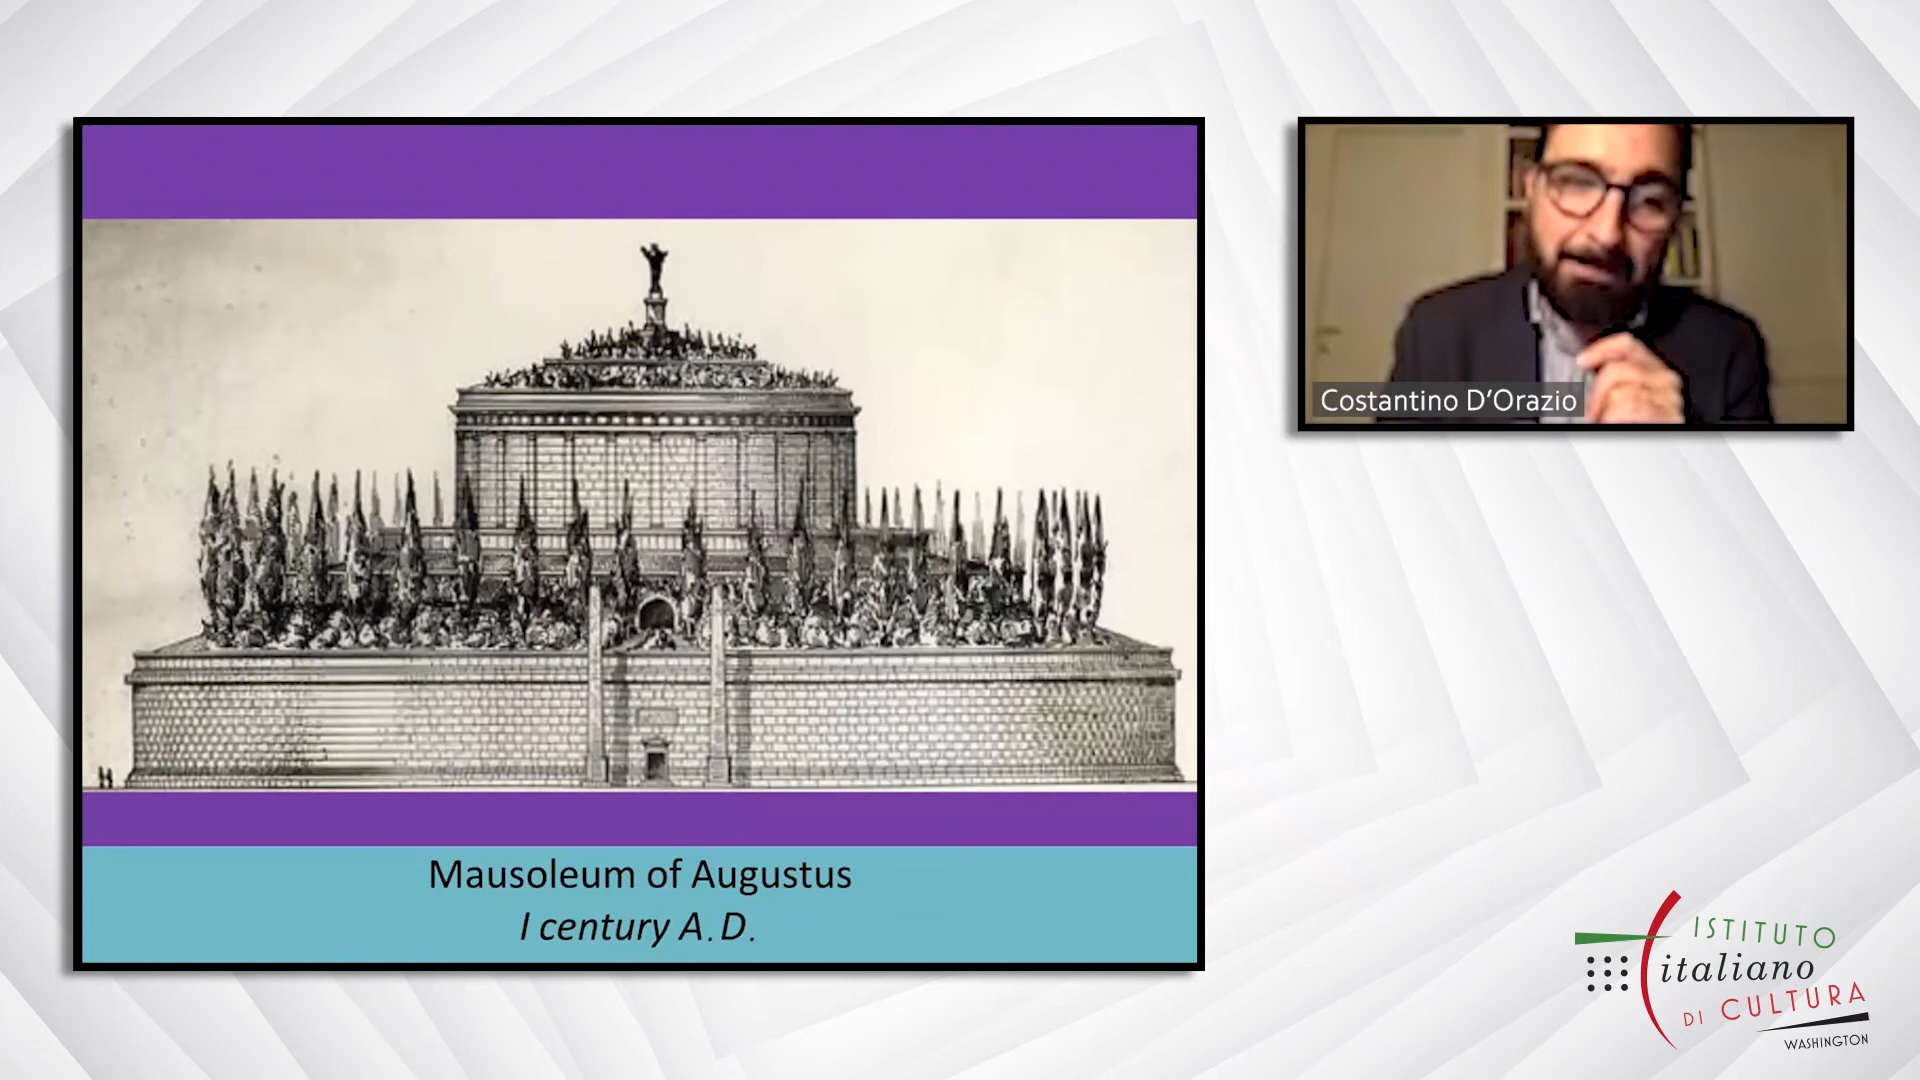 Costantino D'Orazio
Mausoleum of Augustus
I century A.D.
ISTITUTO
italiano
DI CULTURA
WASHINGTON